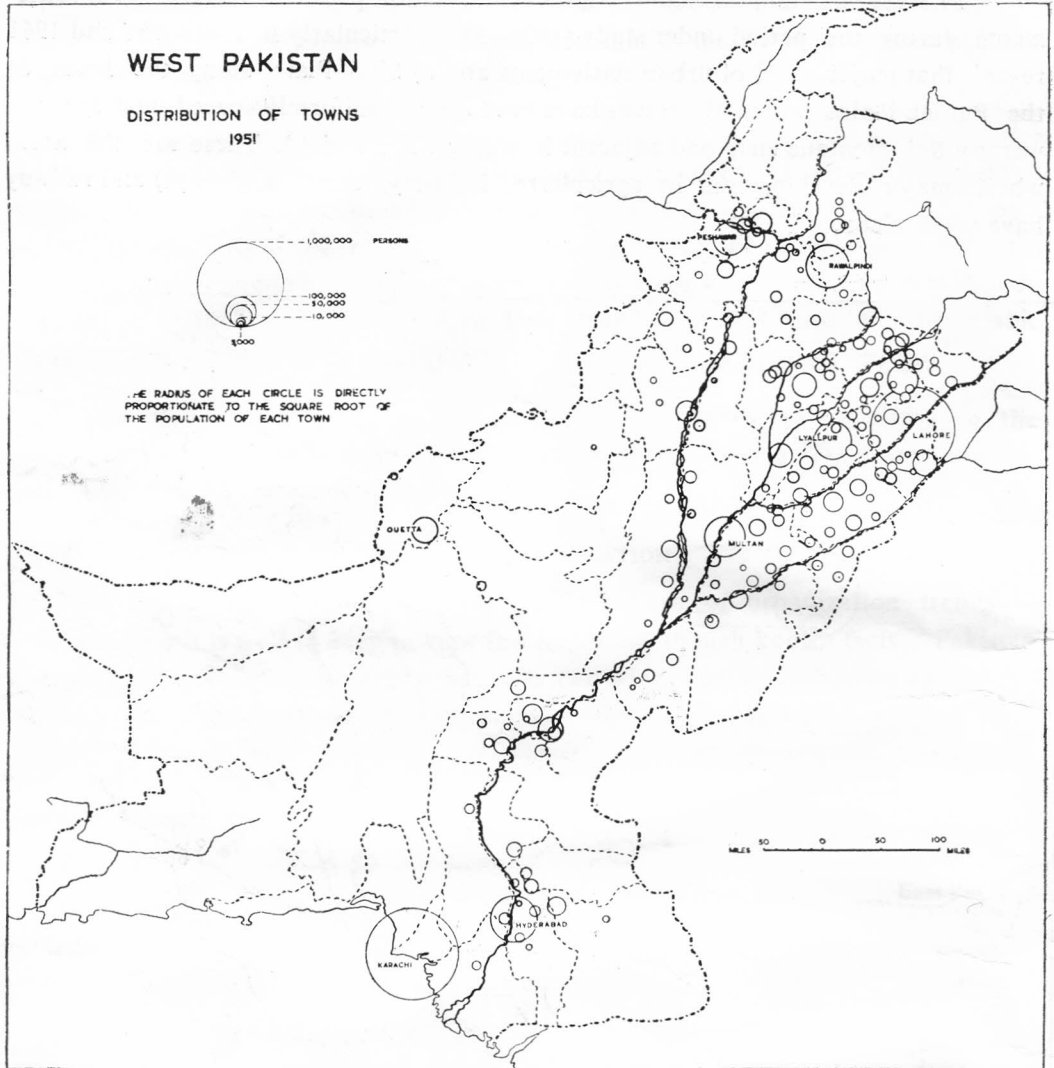 WEST PAKISTAN
DISTRIBUTION OF TOWNS
1951
1,000,000 PERSONS
100,000
50,000
10,000
5,000
THE RADIUS OF EACH CIRCLE IS DIRECTLY
PROPORTIONATE TO THE SQUARE ROOT OF
THE POPULATION OF EACH TOWN
PESHAWAR
RAWALPINDI
LYALLPUR
LAHORE
QUETTA
MULTAN
MILES 50 0 50 100 MILES
HYDERABAD
KARACHI